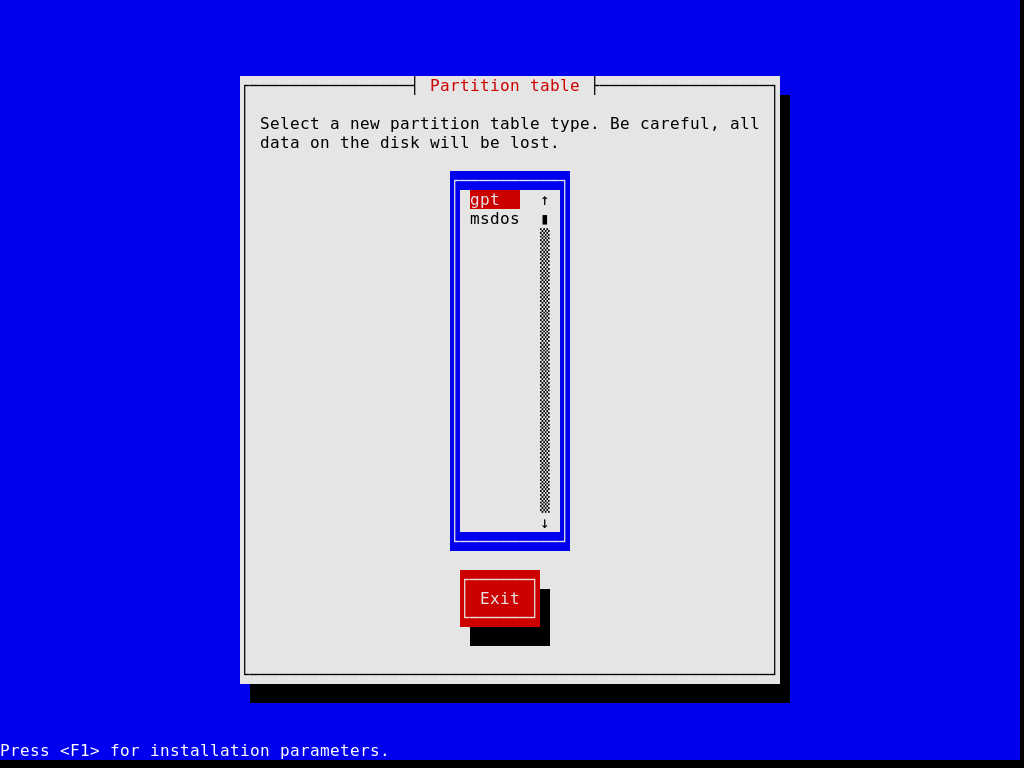 Partition table
Select a new partition table type. Be careful, all
data on the disk will be lost.
gpt ↑
msdos
↓
Exit
Press <F1> for installation parameters.